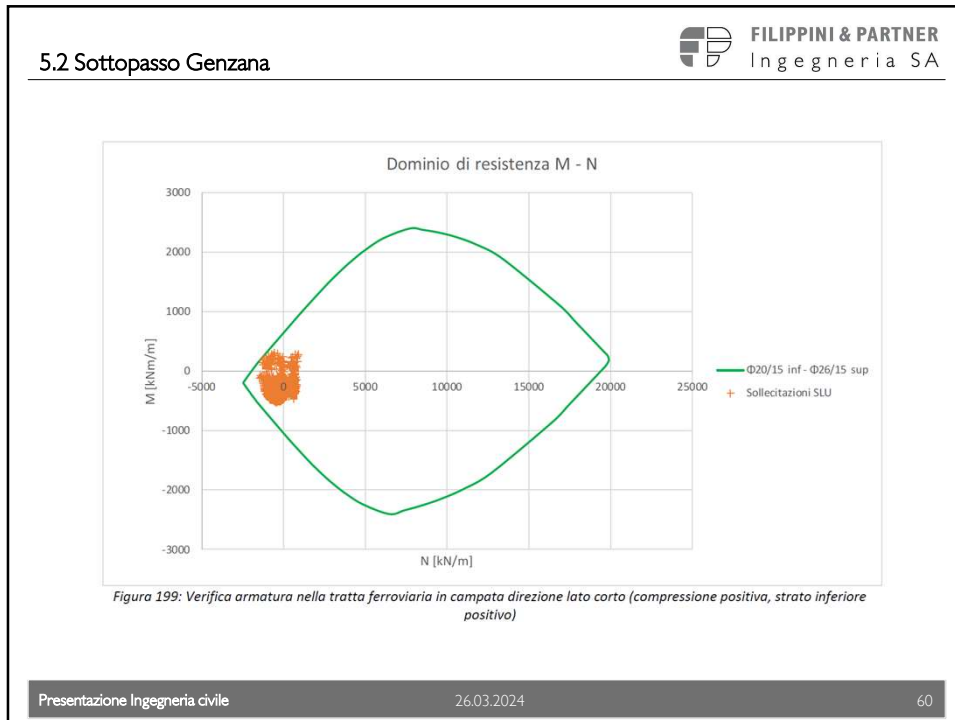 5.2 Sottopasso Genzana
FILIPPINI & PARTNER
Ingegneria SA
Dominio di resistenza M - N
3000
2000
1000
0
-1000
-2000
-3000
M [kNm/m]
-5000 0 5000 10000 15000 20000 25000
N [kN/m]
Φ20/15 inf - Φ26/15 sup
Sollecitazioni SLU
Figura 199: Verifica armatura nella tratta ferroviaria in campata direzione lato corto (compressione positiva, strato inferiore
positivo)
Presentazione Ingegneria civile 26.03.2024 60